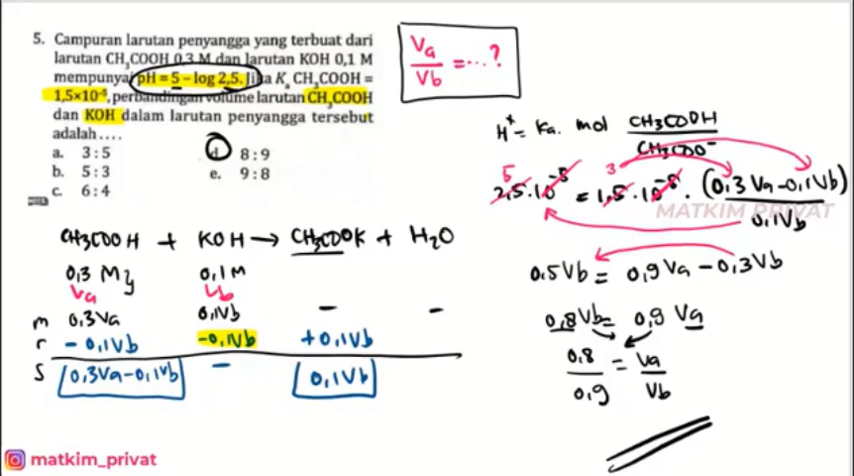 5. Campuran larutan penyangga yang terbuat dari
larutan CH₃COOH 0,3 M dan larutan KOH 0,1 M
mempunyai pH = 5 – log 2,5. Jika Kₐ CH₃COOH =
1,5×10⁻⁵, perbandingan volume larutan CH₃COOH
dan KOH dalam larutan penyangga tersebut
adalah . . . .
a. 3 : 5
d. 8 : 9
b. 5 : 3
e. 9 : 8
c. 6 : 4
Va/Vb = ...?
CH3COOH + KOH → CH3COOK + H2O
0,3 M 0,1 M
Va Vb
m 0,3Va 0,1Vb – –
r – 0,1Vb –0,1Vb +0,1Vb
S 0,3Va–0,1Vb – 0,1Vb
H⁺ = Ka. mol CH3COOH/CH3COO⁻
5 3
2,5.10⁻⁵ = 1,5.10⁻⁵. (0,3Va–0,1Vb)/0,1Vb
MATKIM PRIVAT
0,5Vb = 0,9Va – 0,3Vb
0,8Vb = 0,9 Va
0,8/0,9 = Va/Vb
matkim_privat